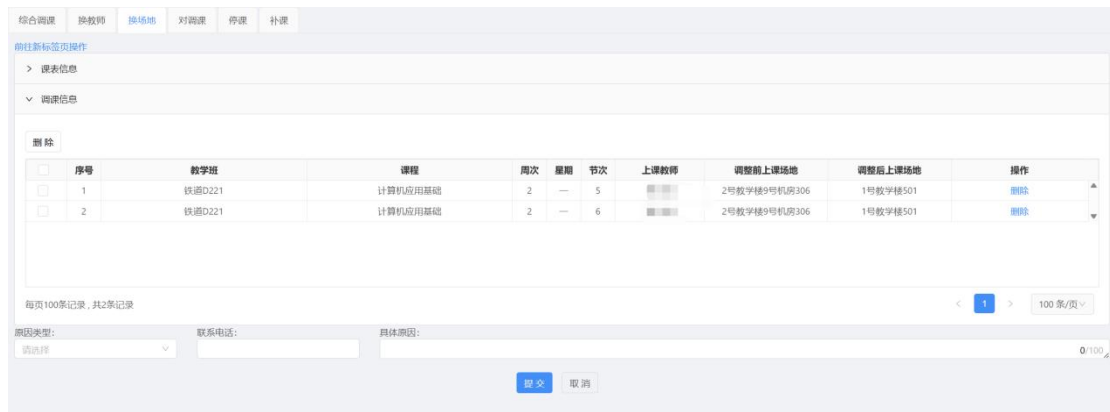 综合调课 换教师 换场地 对调课 停课 补课
前往新标签页操作
课表信息
调课信息
删除
序号 教学班 课程 周次 星期 节次 上课教师 调整前上课场地 调整后上课场地 操作
1 铁道D221 计算机应用基础 2 一 5 2号教学楼9号机房306 1号教学楼501 删除
2 铁道D221 计算机应用基础 2 一 6 2号教学楼9号机房306 1号教学楼501 删除
每页100条记录,共2条记录 1 100 条/页
原因类型: 联系电话: 具体原因:
请选择 0/100
提交 取消